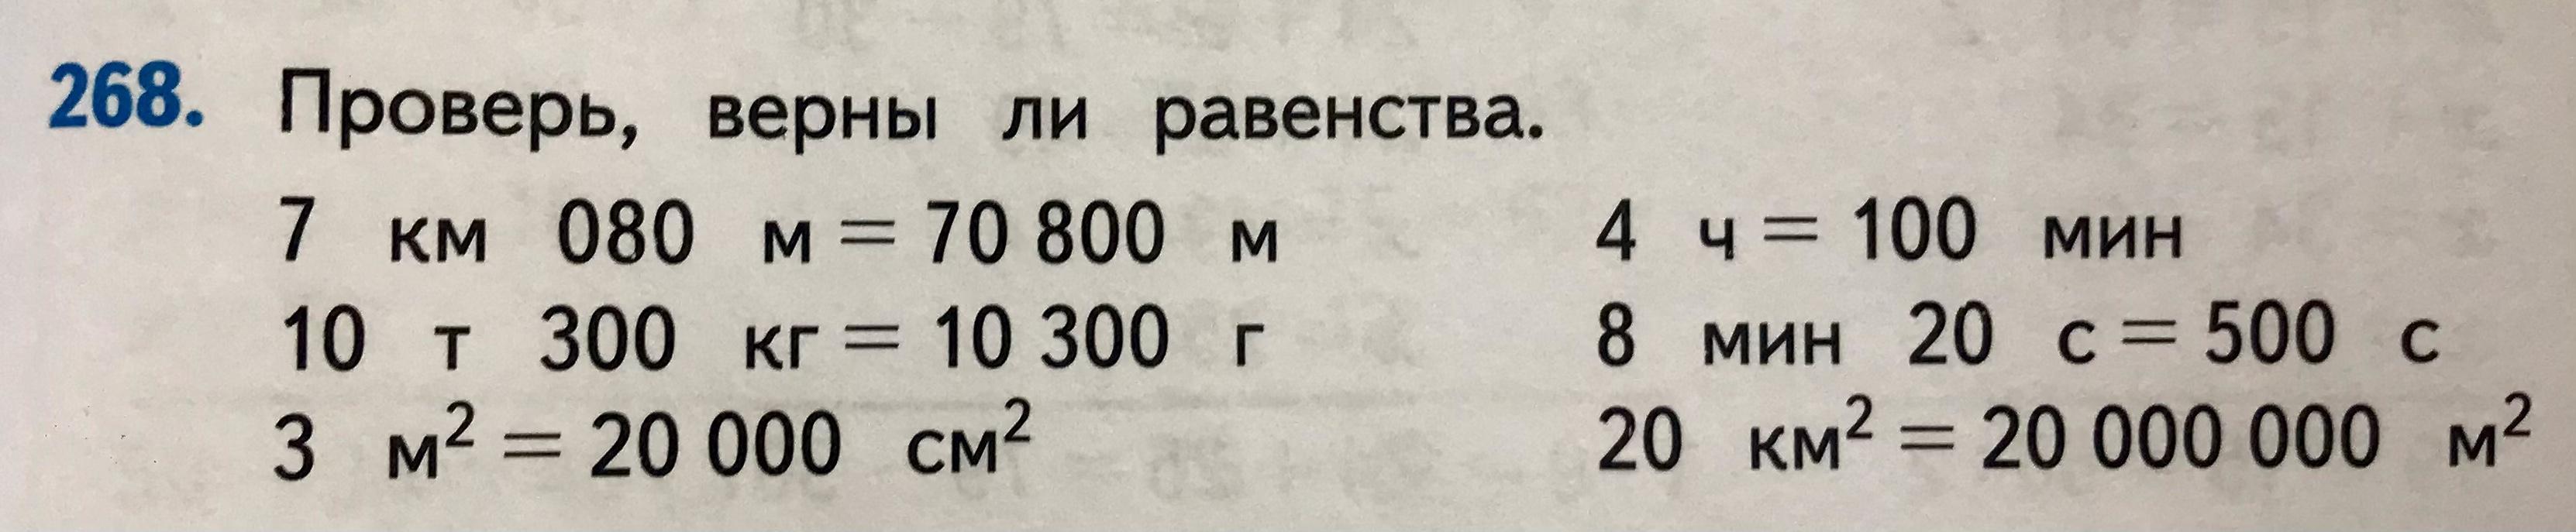 268. Проверь, верны ли равенства.
7 км 080 м = 70 800 м 4 ч = 100 мин
10 т 300 кг = 10 300 г 8 мин 20 с = 500 с
3 м² = 20 000 см² 20 км² = 20 000 000 м²